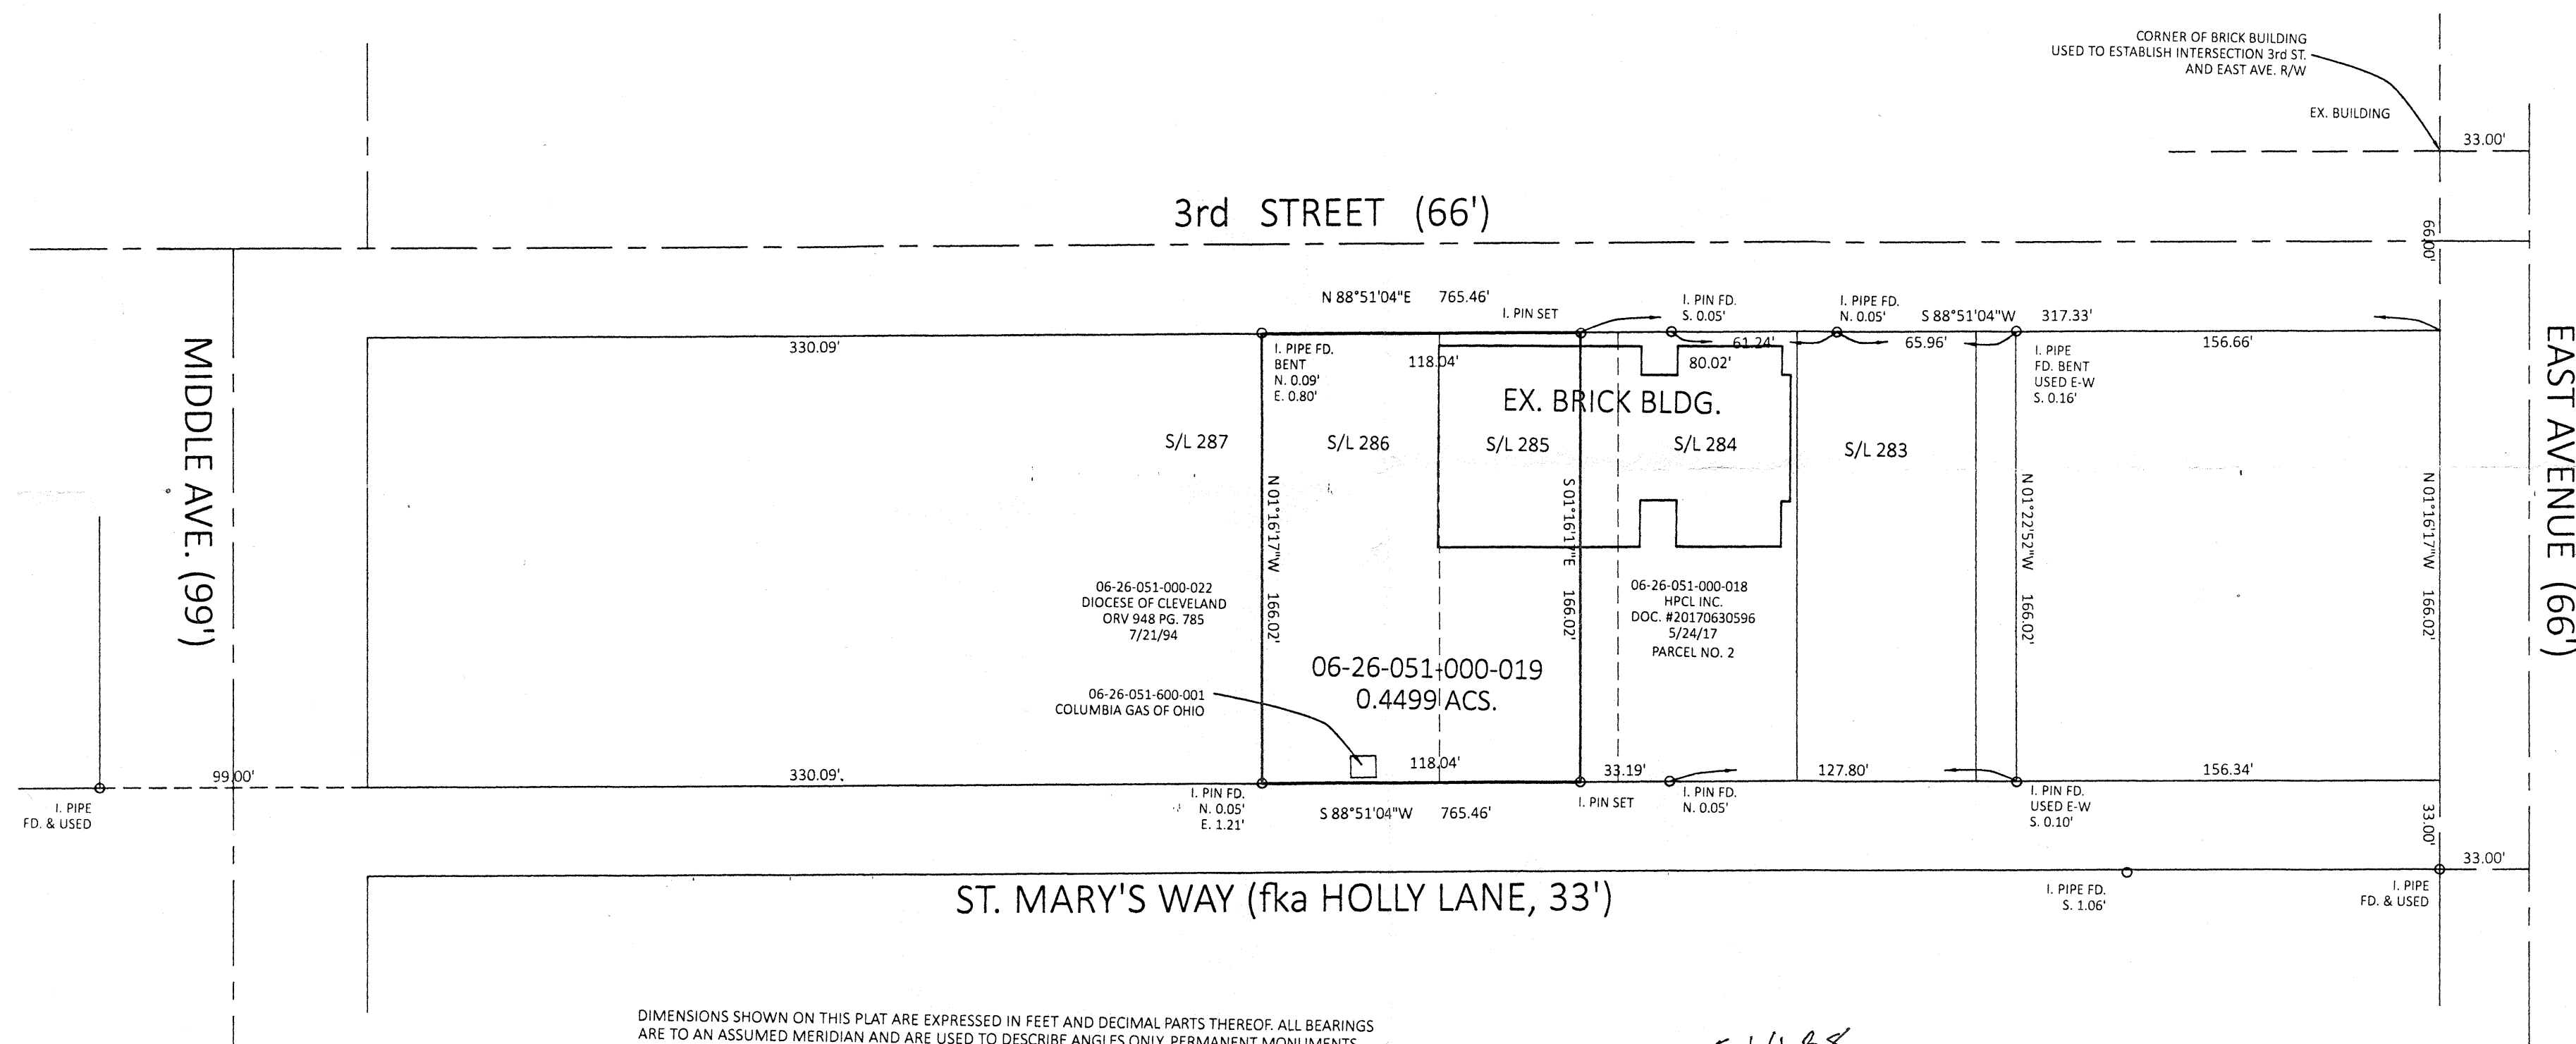 CORNER OF BRICK BUILDING
USED TO ESTABLISH INTERSECTION 3rd ST.
AND EAST AVE. R/W
EX. BUILDING
33.00'
3rd STREET (66')
66.00'
N 88°51'04"E 765.46'
I. PIN SET
I. PIN FD.
S. 0.05'
I. PIPE FD.
N. 0.05'
S 88°51'04"W 317.33'
330.09'
I. PIPE FD.
BENT
N. 0.09'
E. 0.80'
118.04'
61.24'
80.02'
65.96'
I. PIPE
FD. BENT
USED E-W
S. 0.16'
156.66'
MIDDLE AVE. (99')
EAST AVENUE (66')
EX. BRICK BLDG.
S/L 287
S/L 286
S/L 285
S/L 284
S/L 283
N 01°16'17"W 166.02'
S 01°16'17"E 166.02'
N 01°22'52"W 166.02'
N 01°16'17"W 166.02'
06-26-051-000-022
DIOCESE OF CLEVELAND
ORV 948 PG. 785
7/21/94
06-26-051-000-018
HPCL INC.
DOC. #20170630596
5/24/17
PARCEL NO. 2
06-26-051-000-019
0.4499 ACS.
06-26-051-600-001
COLUMBIA GAS OF OHIO
99.00'
330.09'
118.04'
33.19'
127.80'
156.34'
I. PIPE
FD. & USED
I. PIN FD.
N. 0.05'
E. 1.21'
S 88°51'04"W 765.46'
I. PIN SET
I. PIN FD.
N. 0.05'
I. PIN FD.
USED E-W
S. 0.10'
33.00'
33.00'
ST. MARY'S WAY (fka HOLLY LANE, 33')
I. PIPE FD.
S. 1.06'
I. PIPE
FD. & USED
DIMENSIONS SHOWN ON THIS PLAT ARE EXPRESSED IN FEET AND DECIMAL PARTS THEREOF. ALL BEARINGS
ARE TO AN ASSUMED MERIDIAN AND ARE USED TO DESCRIBE ANGLES ONLY. PERMANENT MONUMENTS